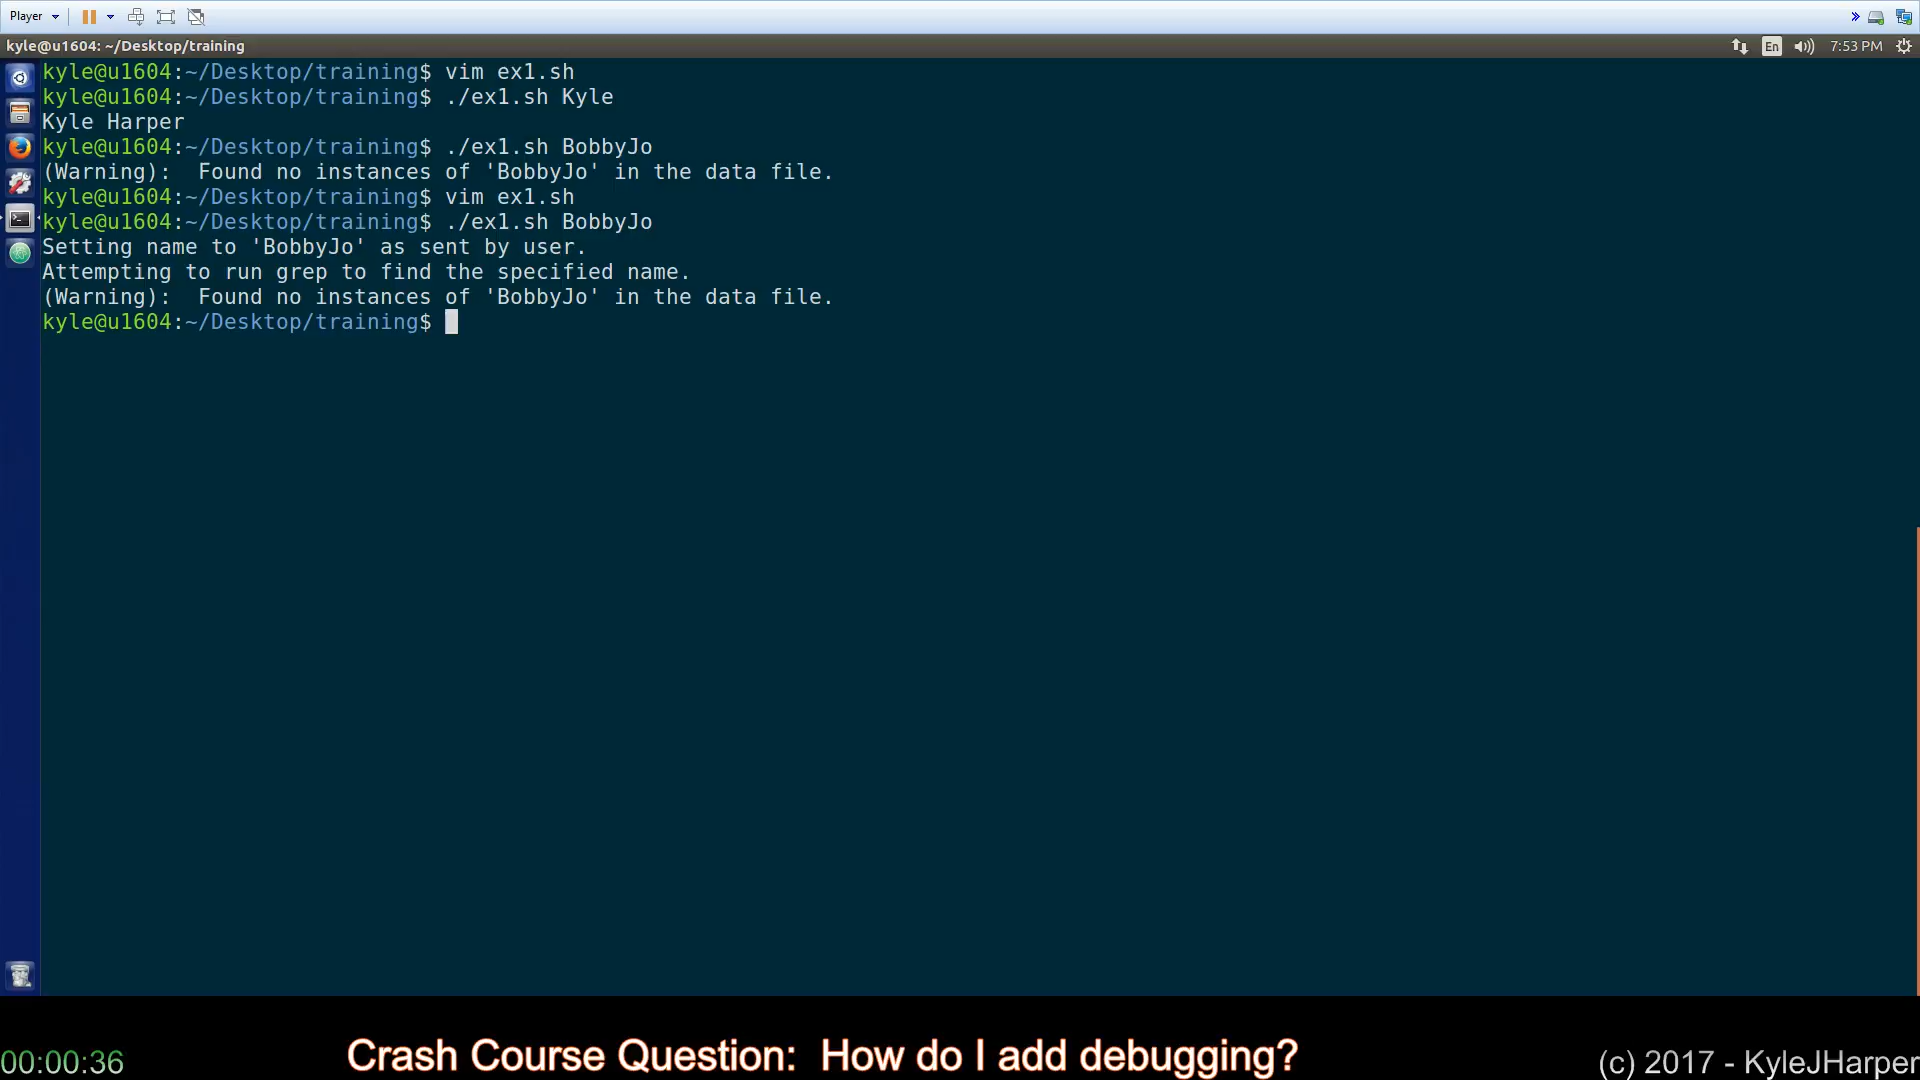 Player
kyle@u1604: ~/Desktop/training
En
7:53 PM
kyle@u1604:~/Desktop/training$ vim ex1.sh
kyle@u1604:~/Desktop/training$ ./ex1.sh Kyle
Kyle Harper
kyle@u1604:~/Desktop/training$ ./ex1.sh BobbyJo
(Warning):  Found no instances of 'BobbyJo' in the data file.
kyle@u1604:~/Desktop/training$ vim ex1.sh
kyle@u1604:~/Desktop/training$ ./ex1.sh BobbyJo
Setting name to 'BobbyJo' as sent by user.
Attempting to run grep to find the specified name.
(Warning):  Found no instances of 'BobbyJo' in the data file.
kyle@u1604:~/Desktop/training$
00:00:36
Crash Course Question:  How do I add debugging?
(c) 2017 - KyleJHarper